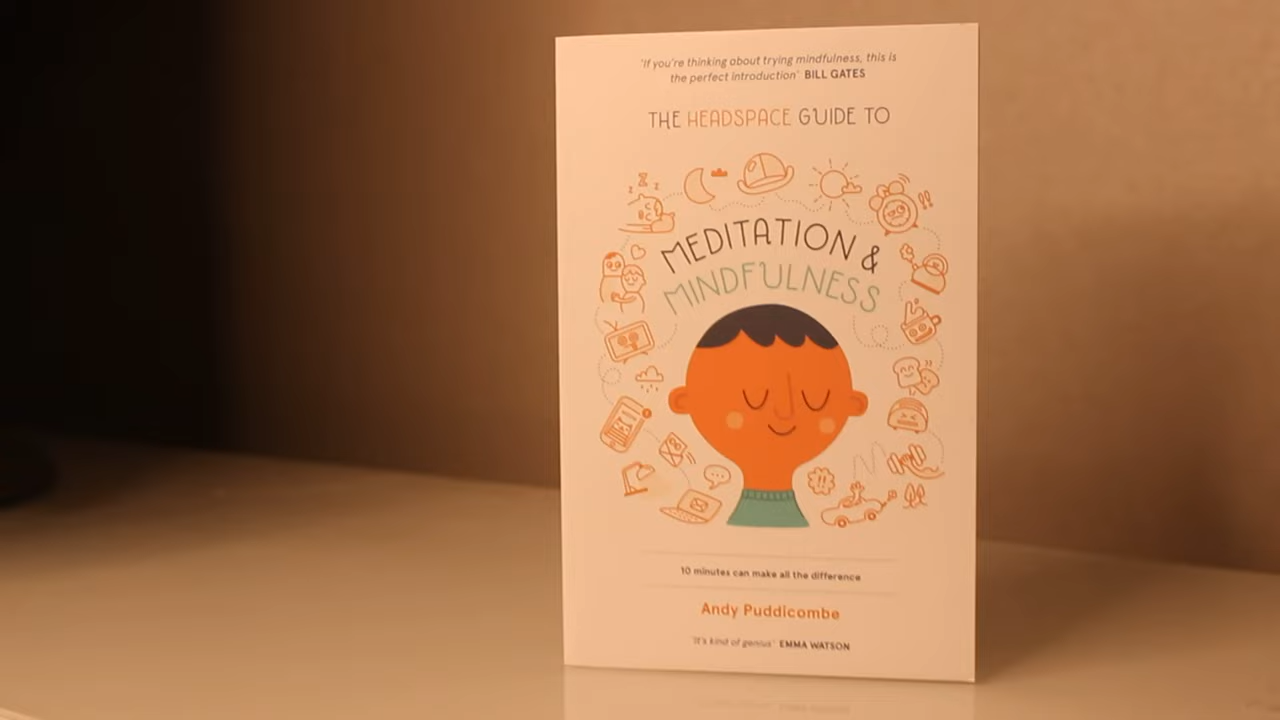 'If you're thinking about trying mindfulness, this is
the perfect introduction' BILL GATES
THE HEADSPACE GUIDE TO
MEDITATION &
MINDFULNESS
10 minutes can make all the difference
Andy Puddicombe
'It's kind of genius' EMMA WATSON